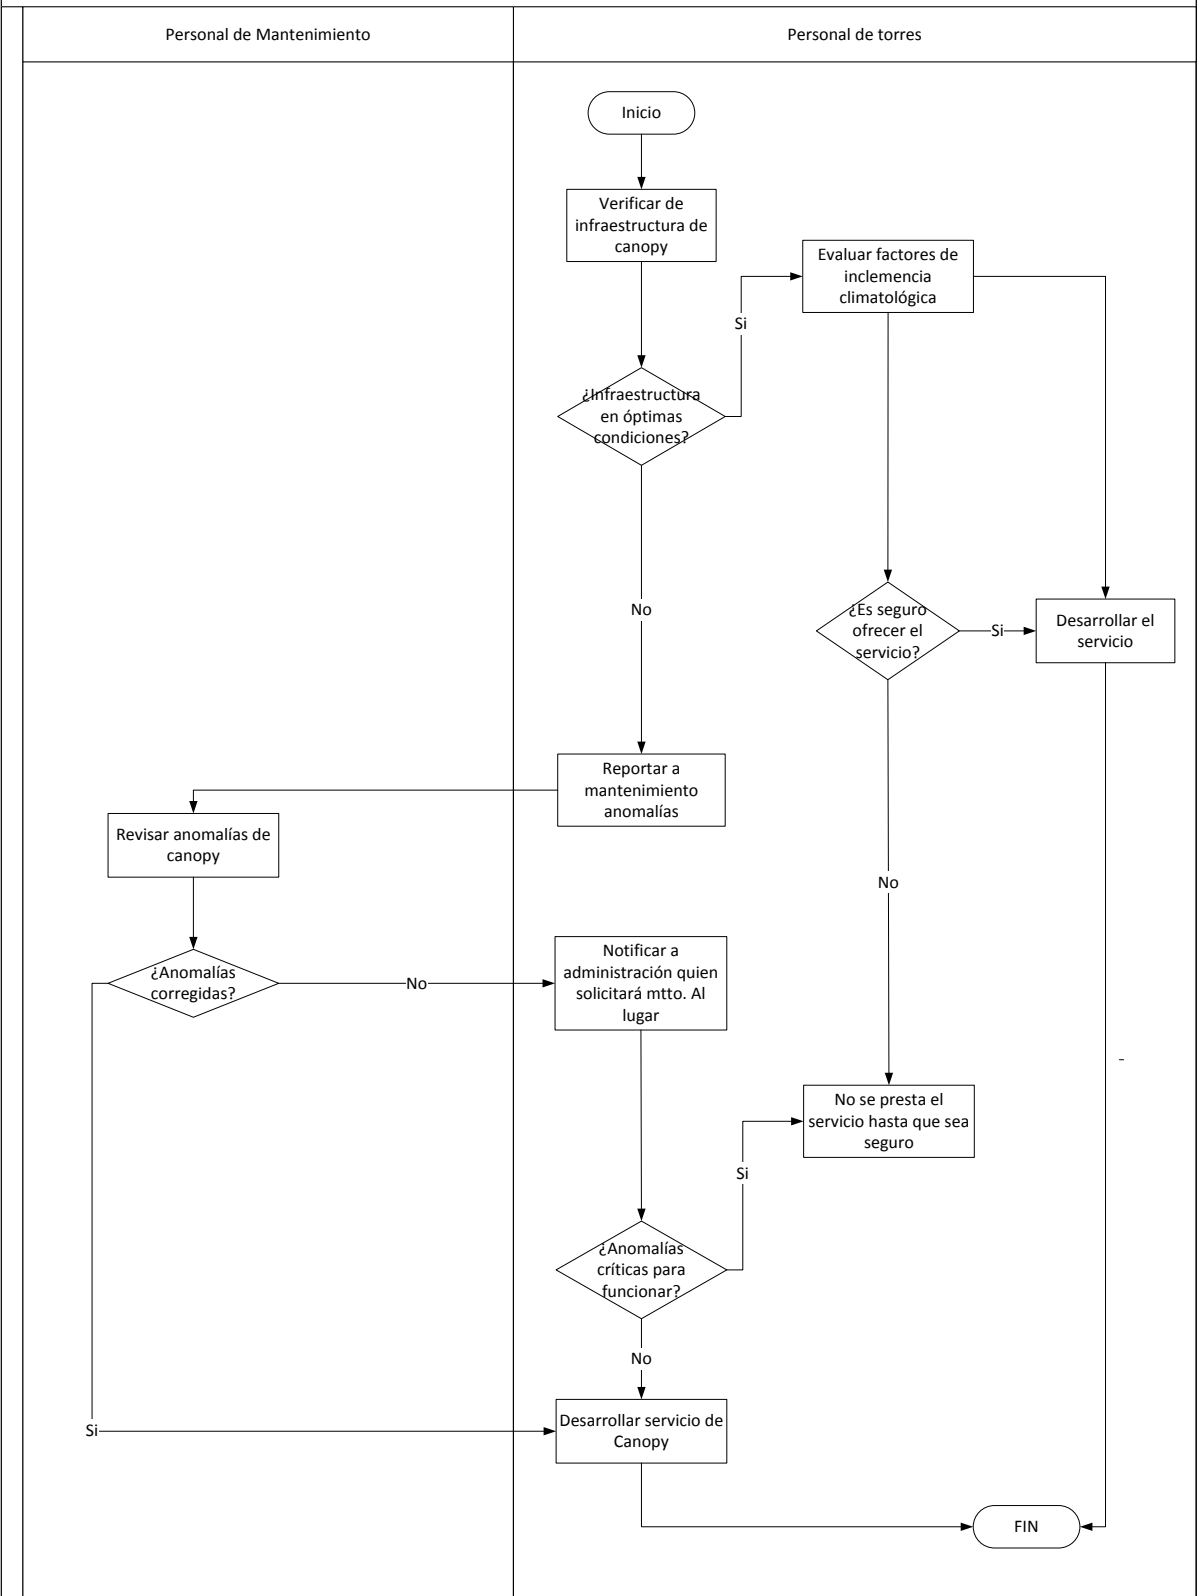 Personal de Mantenimiento
Personal de torres
Inicio
Verificar de
infraestructura de
canopy
Evaluar factores de
inclemencia
climatológica
Si
¿Infraestructura
en óptimas
condiciones?
No
¿Es seguro
ofrecer el
servicio?
Si
Desarrollar el
servicio
Reportar a
mantenimiento
anomalías
Revisar anomalías de
canopy
No
¿Anomalías
corregidas?
No
Notificar a
administración quien
solicitará mtto. Al
lugar
-
No se presta el
servicio hasta que sea
seguro
Si
¿Anomalías
críticas para
funcionar?
No
Si
Desarrollar servicio de
Canopy
FIN